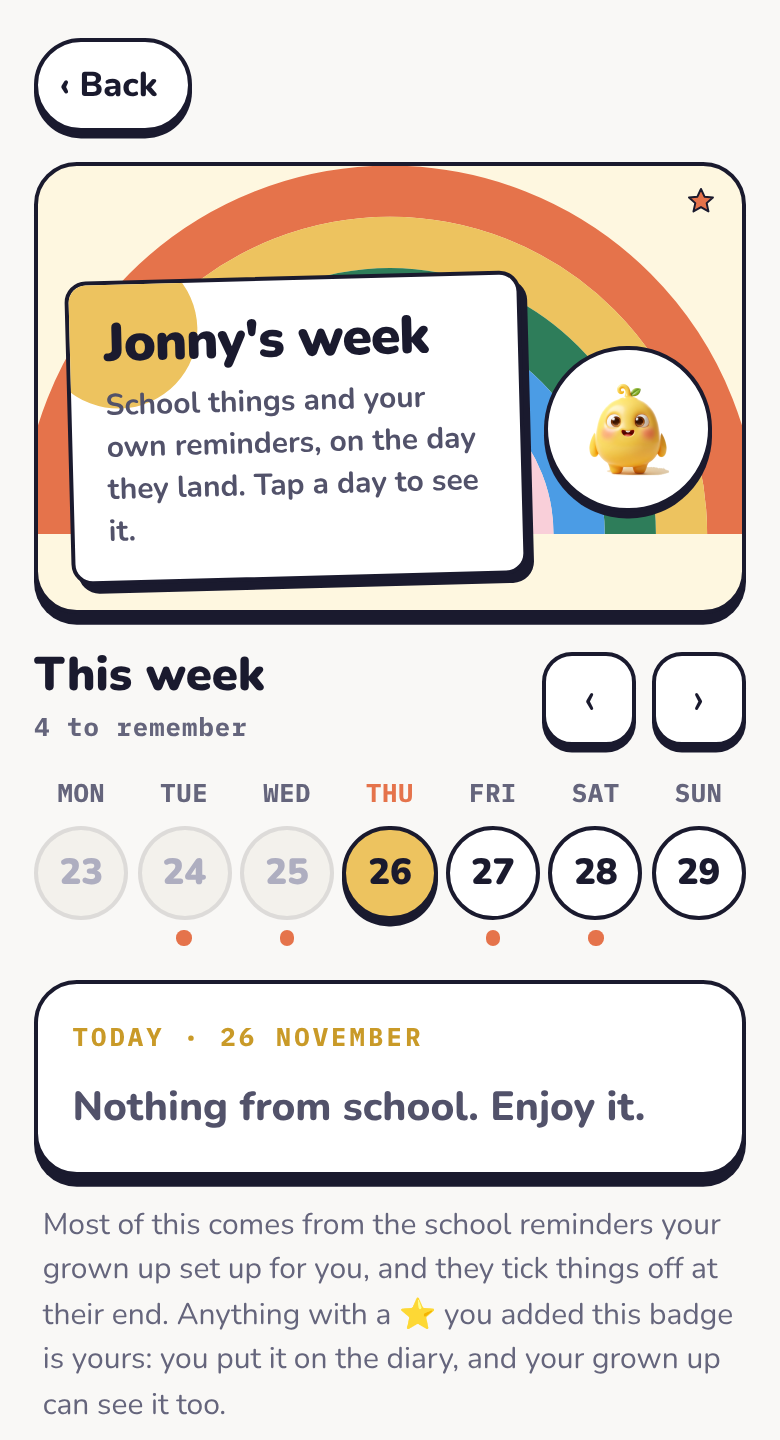 ‹ Back
Jonny's week
School things and your
own reminders, on the day
they land. Tap a day to see
it.
This week
4 to remember
‹ ›
MON TUE WED THU FRI SAT SUN
23 24 25 26 27 28 29
TODAY · 26 NOVEMBER
Nothing from school. Enjoy it.
Most of this comes from the school reminders your
grown up set up for you, and they tick things off at
their end. Anything with a ⭐ you added this badge
is yours: you put it on the diary, and your grown up
can see it too.